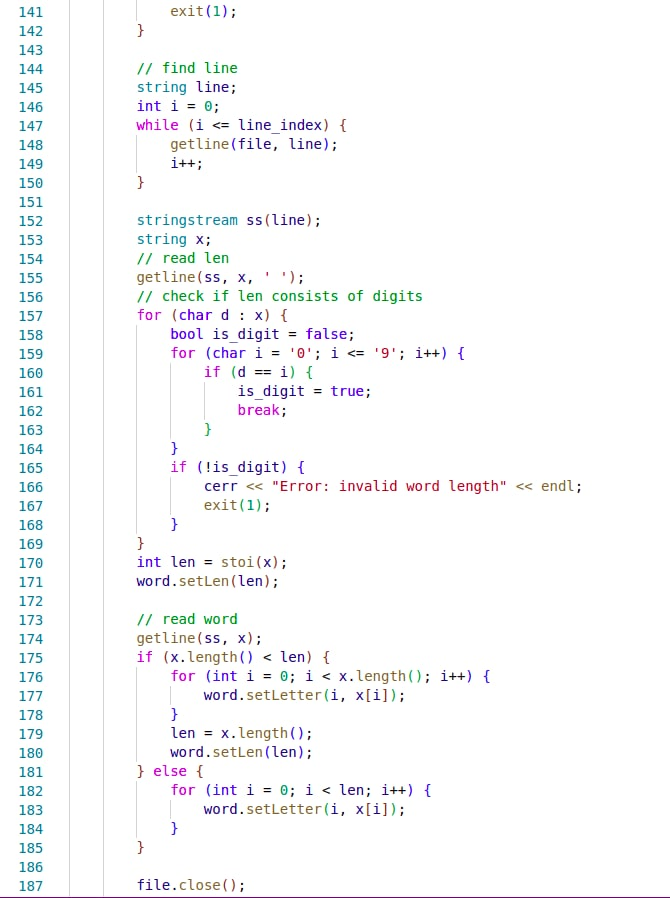 141             exit(1);
142         }
143
144         // find line
145         string line;
146         int i = 0;
147         while (i <= line_index) {
148             getline(file, line);
149             i++;
150         }
151
152         stringstream ss(line);
153         string x;
154         // read len
155         getline(ss, x, ' ');
156         // check if len consists of digits
157         for (char d : x) {
158             bool is_digit = false;
159             for (char i = '0'; i <= '9'; i++) {
160                 if (d == i) {
161                     is_digit = true;
162                     break;
163                 }
164             }
165             if (!is_digit) {
166                 cerr << "Error: invalid word length" << endl;
167                 exit(1);
168             }
169         }
170         int len = stoi(x);
171         word.setLen(len);
172
173         // read word
174         getline(ss, x);
175         if (x.length() < len) {
176             for (int i = 0; i < x.length(); i++) {
177                 word.setLetter(i, x[i]);
178             }
179             len = x.length();
180             word.setLen(len);
181         } else {
182             for (int i = 0; i < len; i++) {
183                 word.setLetter(i, x[i]);
184             }
185         }
186
187         file.close();